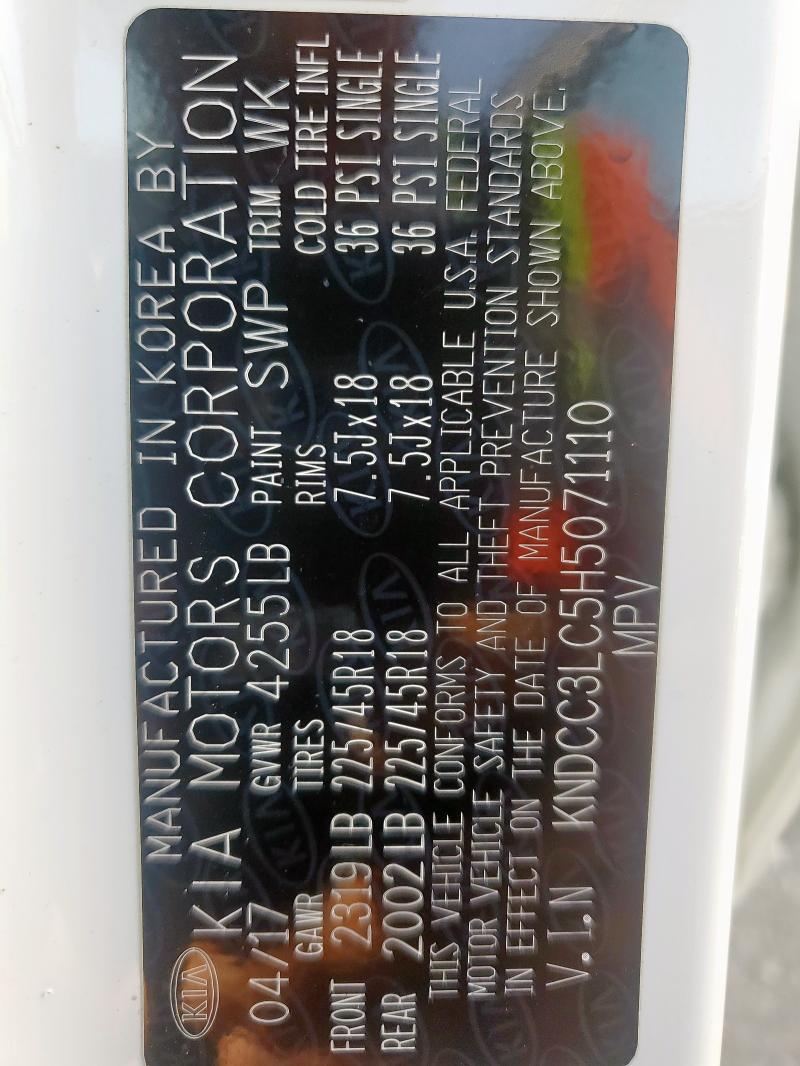 MANUFACTURED IN KOREA BY
KIA KIA MOTORS CORPORATION
04/17 GVWR 4255LB PAINT SWP TRIM WK
GAWR TIRES RIMS COLD TIRE INFL
FRONT 2319LB 225/45R18 7.5Jx18 36 PSI SINGLE
REAR 2002LB 225/45R18 7.5Jx18 36 PSI SINGLE
THIS VEHICLE CONFORMS TO ALL APPLICABLE U.S.A. FEDERAL
MOTOR VEHICLE SAFETY AND THEFT PREVENTION STANDARDS
IN EFFECT ON THE DATE OF MANUFACTURE SHOWN ABOVE.
V.I.N KNDCC3LC5H5071110
MPV